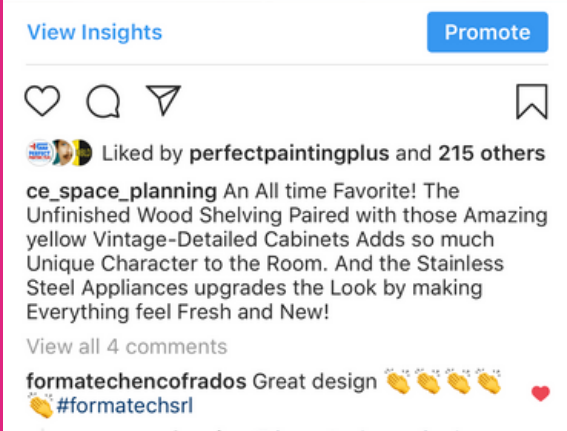 View Insights
Promote
Liked by perfectpaintingplus and 215 others
ce_space_planning An All time Favorite! The
Unfinished Wood Shelving Paired with those Amazing
yellow Vintage-Detailed Cabinets Adds so much
Unique Character to the Room. And the Stainless
Steel Appliances upgrades the Look by making
Everything feel Fresh and New!
View all 4 comments
formatechencofrados Great design 👏👏👏👏
👏#formatechsrl